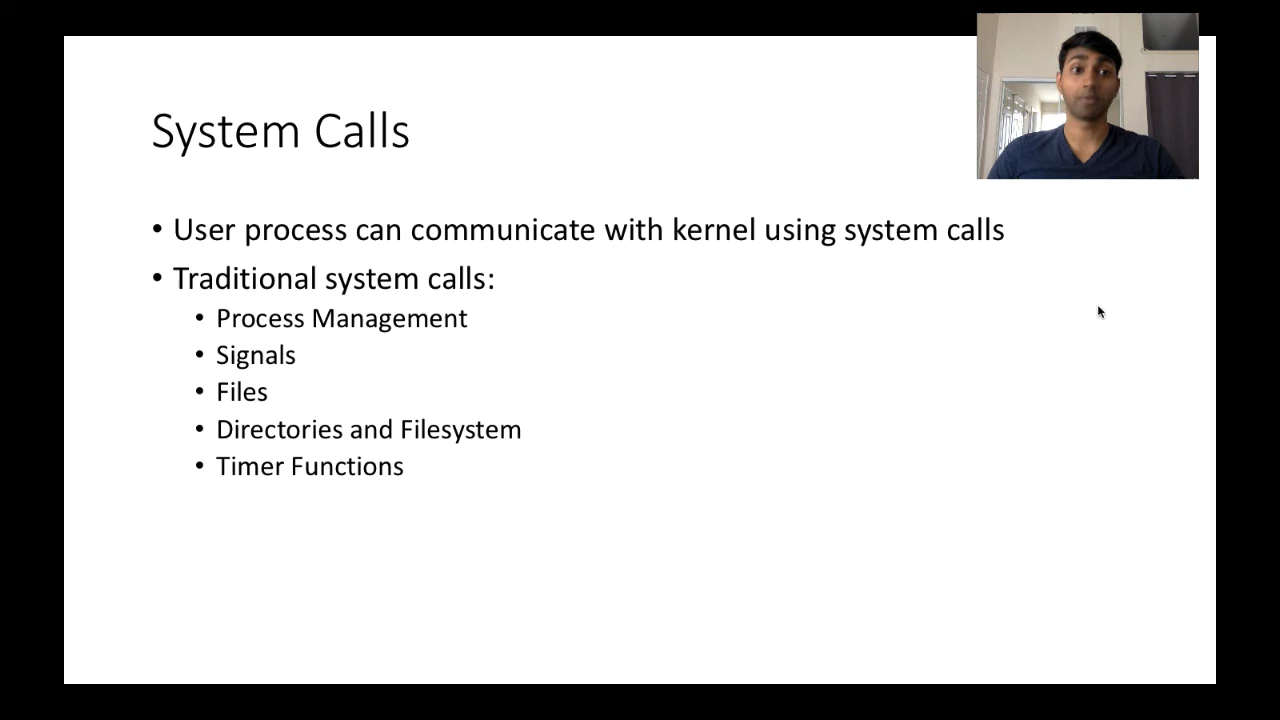 System Calls
• User process can communicate with kernel using system calls
• Traditional system calls:
• Process Management
• Signals
• Files
• Directories and Filesystem
• Timer Functions